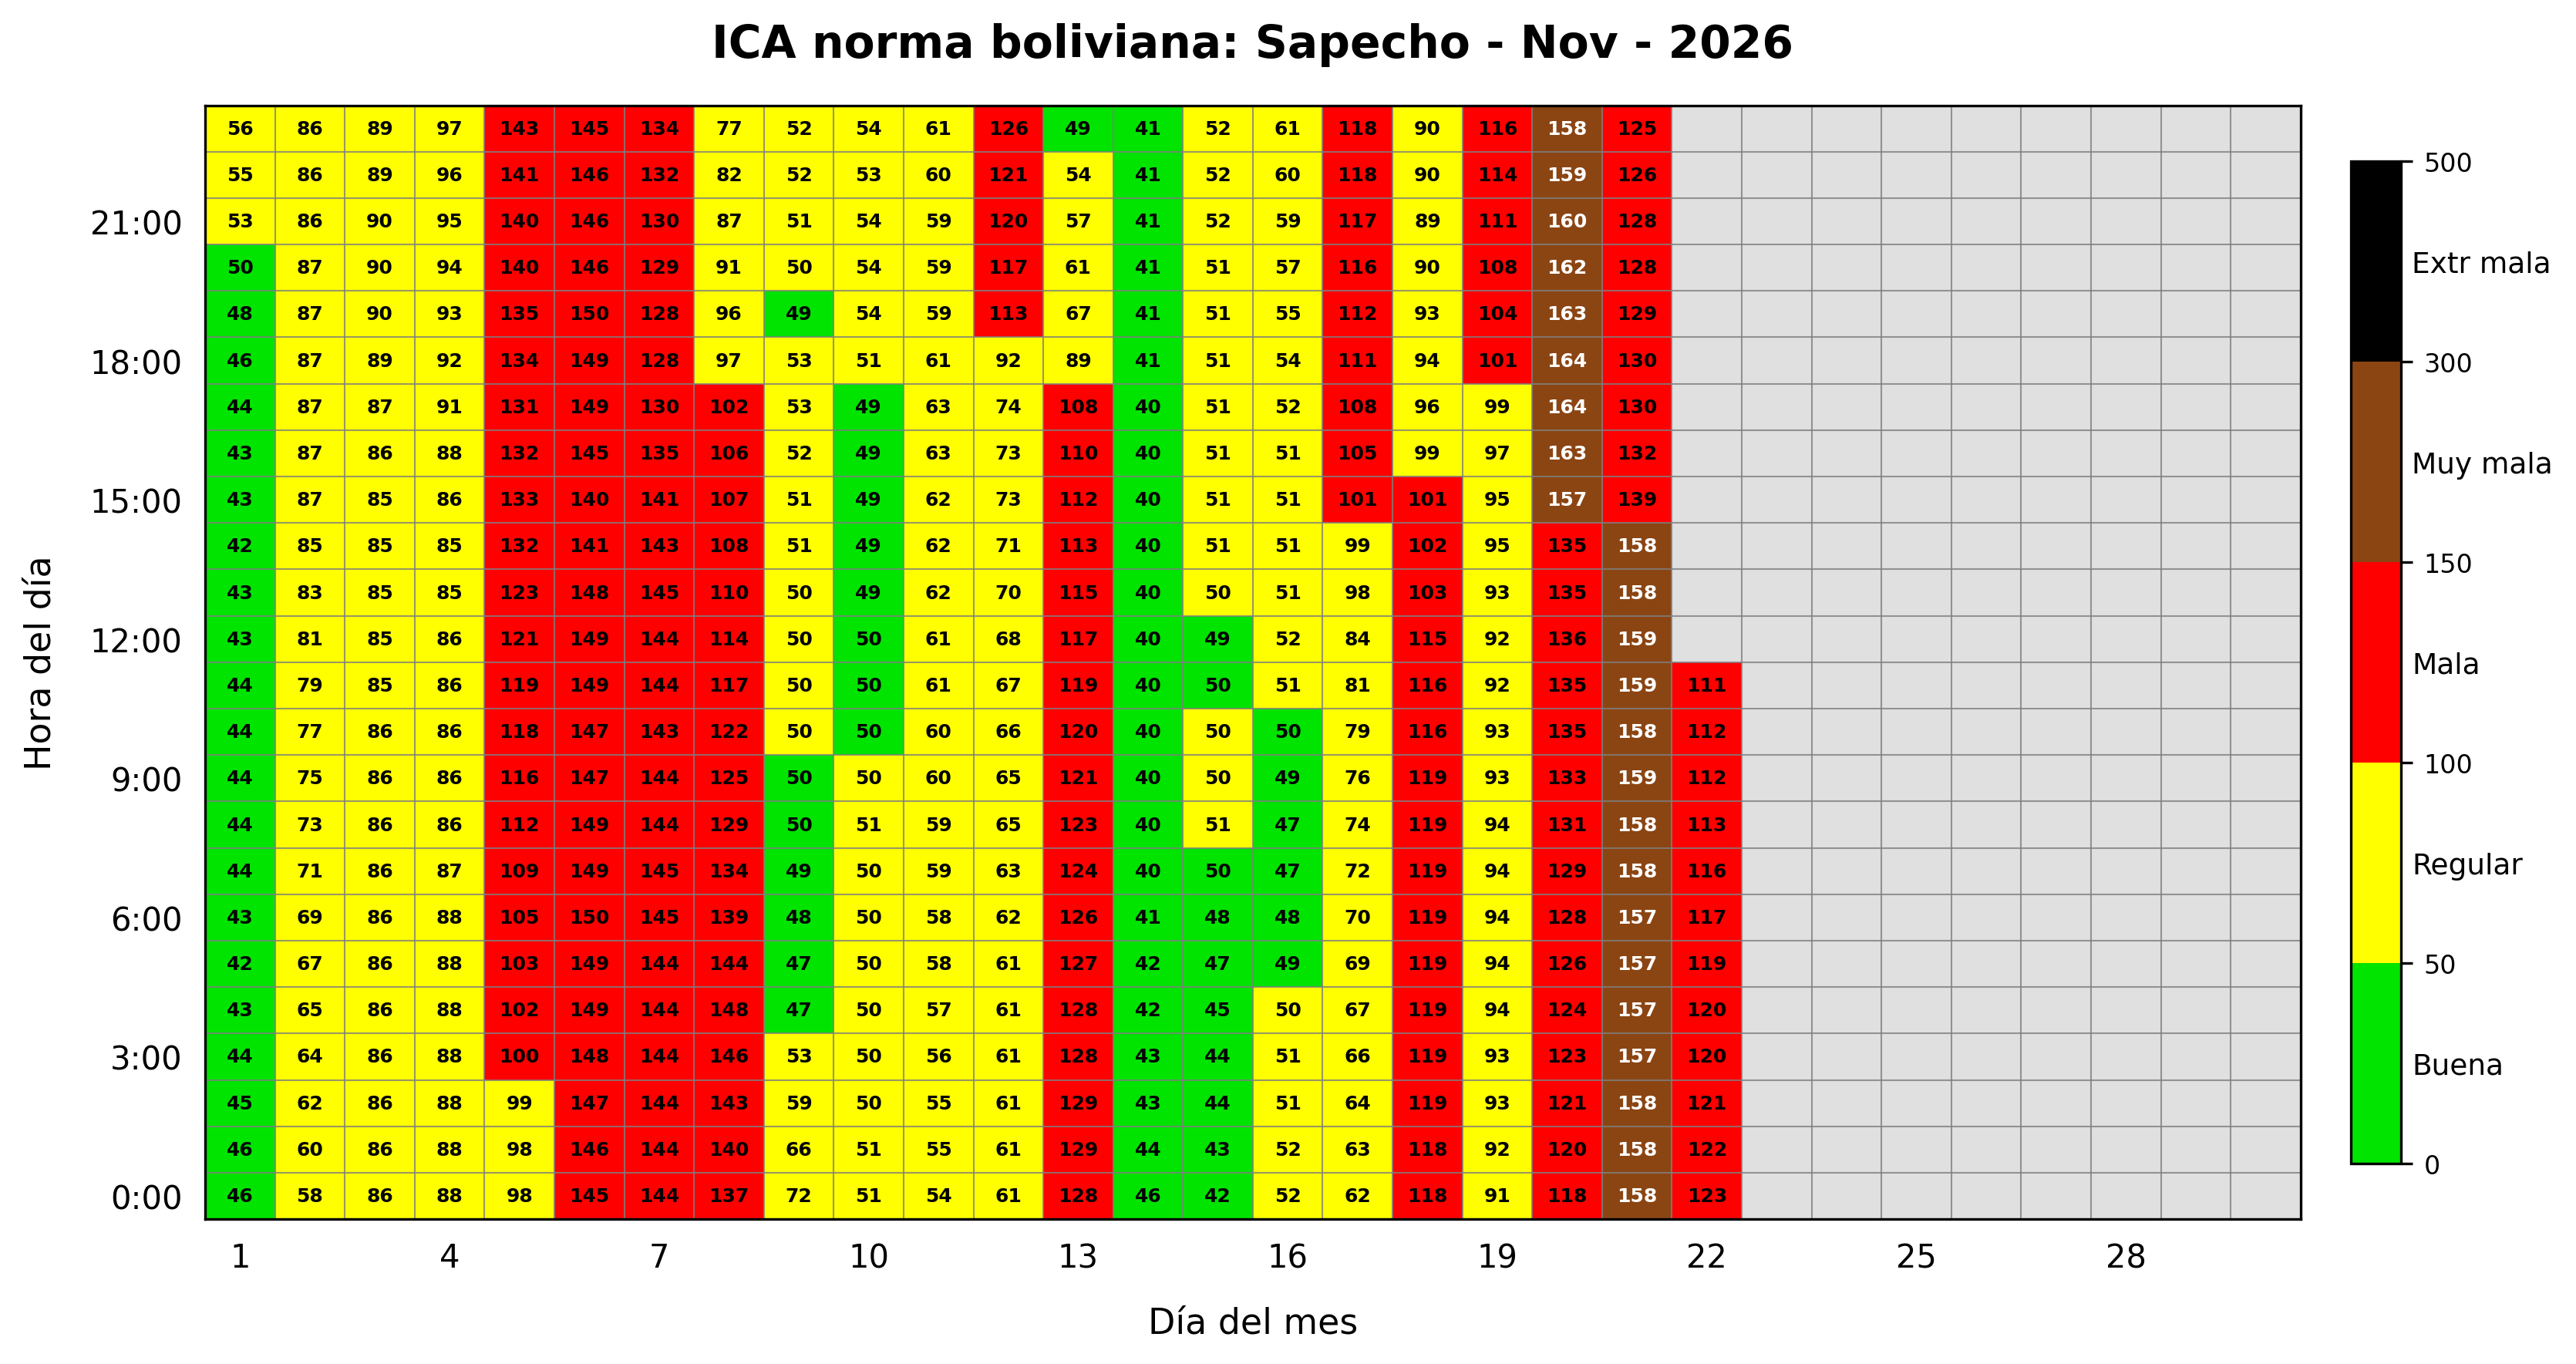 ICA norma boliviana: Sapecho - Nov - 2026
56 86 89 97 143 145 134 77 52 54 61 126 49 41 52 61 118 90 116 158 125
55 86 89 96 141 146 132 82 52 53 60 121 54 41 52 60 118 90 114 159 126
21:00 53 86 90 95 140 146 130 87 51 54 59 120 57 41 52 59 117 89 111 160 128
50 87 90 94 140 146 129 91 50 54 59 117 61 41 51 57 116 90 108 162 128
48 87 90 93 135 150 128 96 49 54 59 113 67 41 51 55 112 93 104 163 129
18:00 46 87 89 92 134 149 128 97 53 51 61 92 89 41 51 54 111 94 101 164 130
44 87 87 91 131 149 130 102 53 49 63 74 108 40 51 52 108 96 99 164 130
43 87 86 88 132 145 135 106 52 49 63 73 110 40 51 51 105 99 97 163 132
15:00 43 87 85 86 133 140 141 107 51 49 62 73 112 40 51 51 101 101 95 157 139
42 85 85 85 132 141 143 108 51 49 62 71 113 40 51 51 99 102 95 135 158
43 83 85 85 123 148 145 110 50 49 62 70 115 40 50 51 98 103 93 135 158
12:00 43 81 85 86 121 149 144 114 50 50 61 68 117 40 49 52 84 115 92 136 159
44 79 85 86 119 149 144 117 50 50 61 67 119 40 50 51 81 116 92 135 159 111
44 77 86 86 118 147 143 122 50 50 60 66 120 40 50 50 79 116 93 135 158 112
9:00 44 75 86 86 116 147 144 125 50 50 60 65 121 40 50 49 76 119 93 133 159 112
44 73 86 86 112 149 144 129 50 51 59 65 123 40 51 47 74 119 94 131 158 113
44 71 86 87 109 149 145 134 49 50 59 63 124 40 50 47 72 119 94 129 158 116
6:00 43 69 86 88 105 150 145 139 48 50 58 62 126 41 48 48 70 119 94 128 157 117
42 67 86 88 103 149 144 144 47 50 58 61 127 42 47 49 69 119 94 126 157 119
43 65 86 88 102 149 144 148 47 50 57 61 128 42 45 50 67 119 94 124 157 120
3:00 44 64 86 88 100 148 144 146 53 50 56 61 128 43 44 51 66 119 93 123 157 120
45 62 86 88 99 147 144 143 59 50 55 61 129 43 44 51 64 119 93 121 158 121
46 60 86 88 98 146 144 140 66 51 55 61 129 44 43 52 63 118 92 120 158 122
0:00 46 58 86 88 98 145 144 137 72 51 54 61 128 46 42 52 62 118 91 118 158 123
1 4 7 10 13 16 19 22 25 28
Día del mes
Hora del día
500
Extr mala
300
Muy mala
150
Mala
100
Regular
50
Buena
0